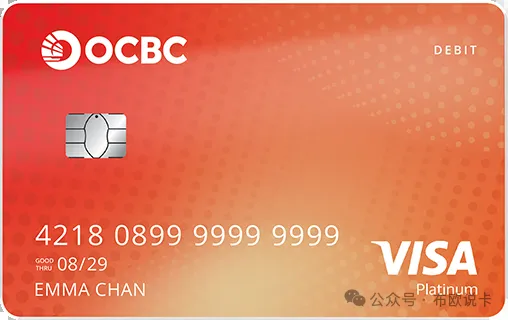 OCBC
DEBIT
4218 0899 9999 9999
GOOD
THRU 08/29
EMMA CHAN
VISA
Platinum
公众号 · 布欧说卡